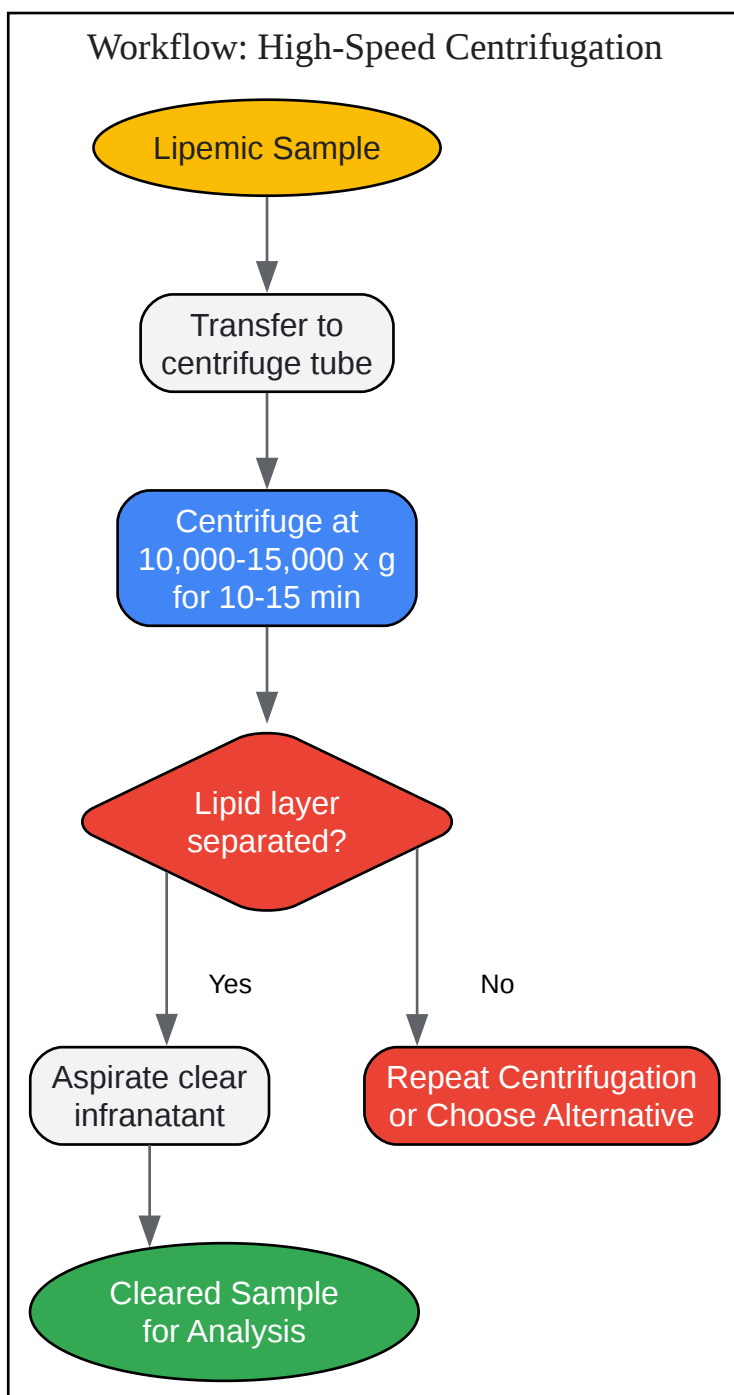 Workflow: High-Speed Centrifugation
Lipemic Sample
Transfer to
centrifuge tube
Centrifuge at
10,000-15,000 x g
for 10-15 min
Lipid layer
separated?
Yes
No
Aspirate clear
infranatant
Repeat Centrifugation
or Choose Alternative
Cleared Sample
for Analysis